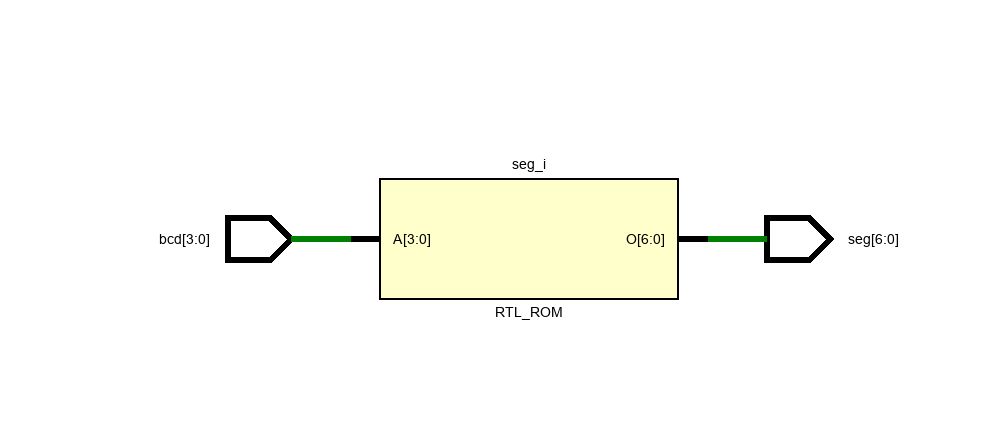 seg_i
bcd[3:0]
A[3:0]
O[6:0]
seg[6:0]
RTL_ROM